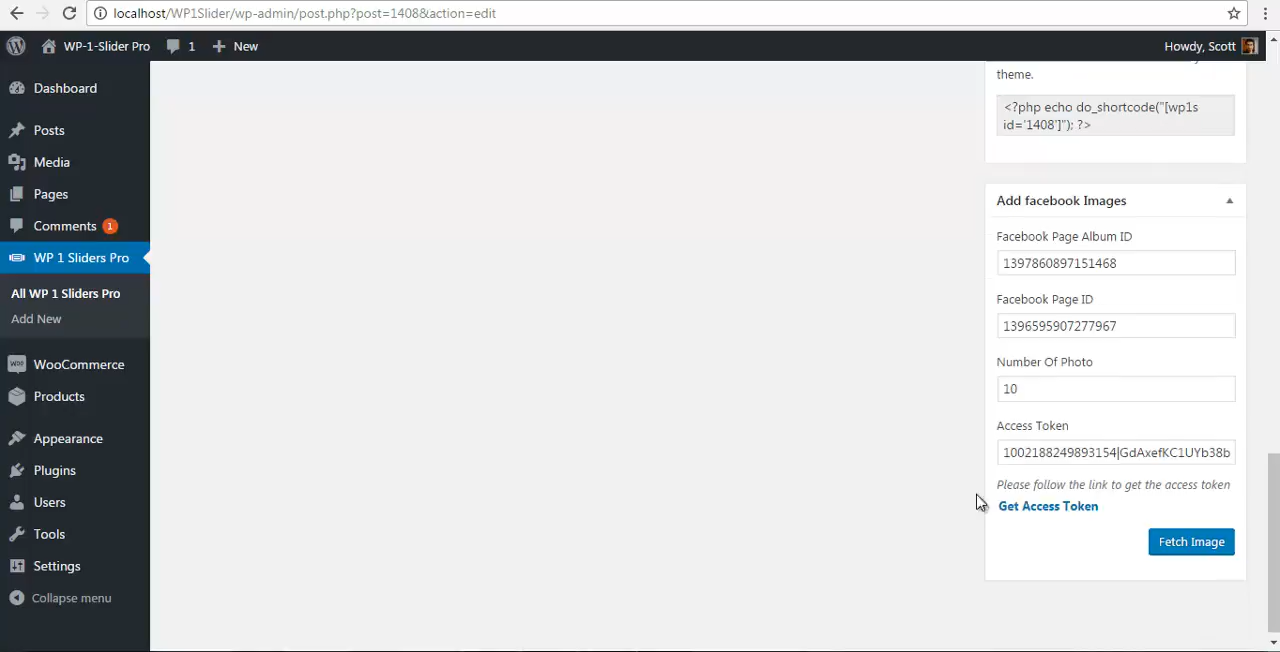 localhost/WP1Slider/wp-admin/post.php?post=1408&action=edit
WP-1-Slider Pro
1
New
Howdy, Scott
Dashboard
Posts
Media
Pages
Comments 1
WP 1 Sliders Pro
All WP 1 Sliders Pro
Add New
WooCommerce
Products
Appearance
Plugins
Users
Tools
Settings
Collapse menu
theme.
<?php echo do_shortcode("[wp1s
id='1408']"); ?>
Add facebook Images
Facebook Page Album ID
1397860897151468
Facebook Page ID
1396595907277967
Number Of Photo
10
Access Token
1002188249893154|GdAxefKC1UYb38b
Please follow the link to get the access token
Get Access Token
Fetch Image